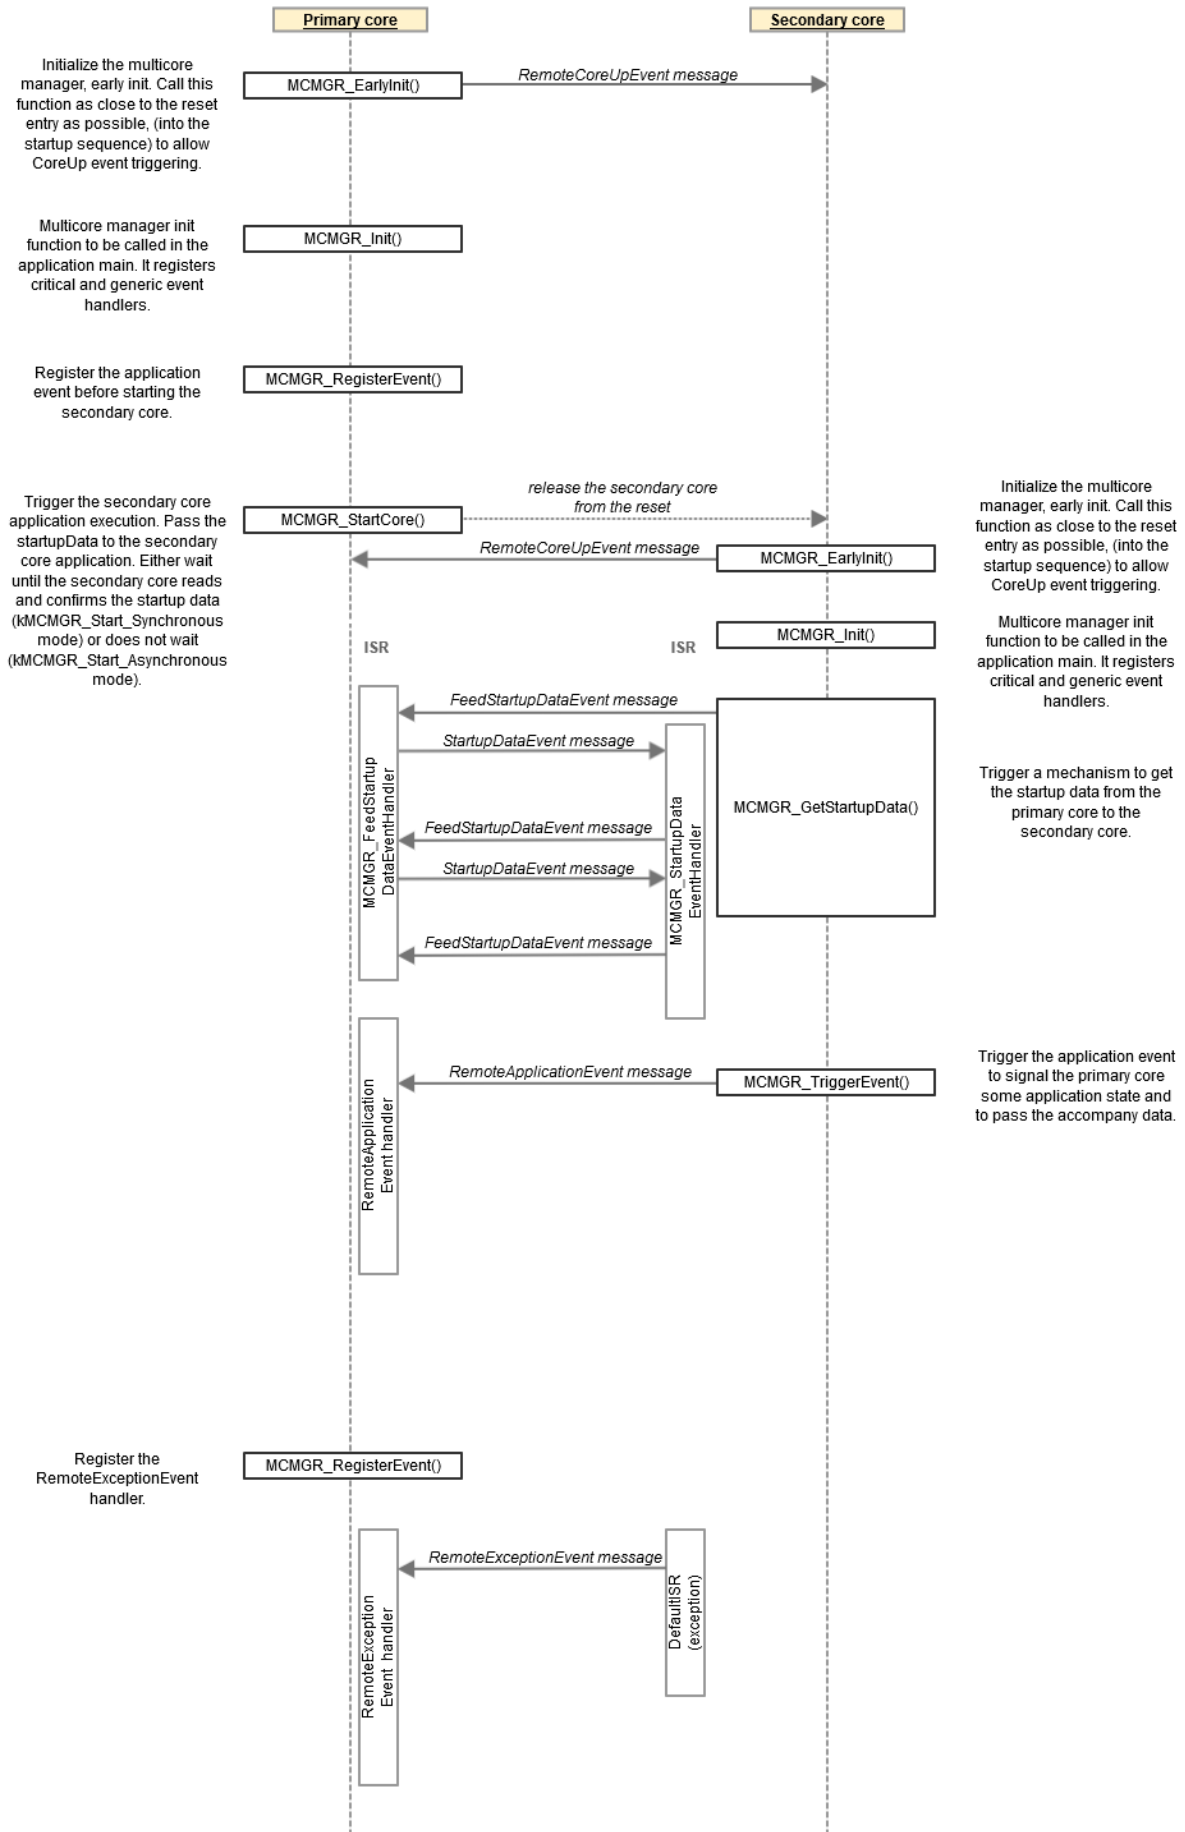 Primary core
Secondary core
Initialize the multicore
manager, early init. Call this
function as close to the reset
entry as possible, (into the
startup sequence) to allow
CoreUp event triggering.
MCMGR_EarlyInit()
RemoteCoreUpEvent message
Multicore manager init
function to be called in the
application main. It registers
critical and generic event
handlers.
MCMGR_Init()
Register the application
event before starting the
secondary core.
MCMGR_RegisterEvent()
Trigger the secondary core
application execution. Pass the
startupData to the secondary
core application. Either wait
until the secondary core reads
and confirms the startup data
(kMCMGR_Start_Synchronous
mode) or does not wait
(kMCMGR_Start_Asynchronous
mode).
MCMGR_StartCore()
release the secondary core
from the reset
RemoteCoreUpEvent message
MCMGR_EarlyInit()
Initialize the multicore
manager, early init. Call this
function as close to the reset
entry as possible, (into the
startup sequence) to allow
CoreUp event triggering.
MCMGR_Init()
Multicore manager init
function to be called in the
application main. It registers
critical and generic event
handlers.
ISR
ISR
MCMGR_FeedStartup
DataEventHandler
FeedStartupDataEvent message
StartupDataEvent message
FeedStartupDataEvent message
StartupDataEvent message
FeedStartupDataEvent message
MCMGR_StartupData
EventHandler
MCMGR_GetStartupData()
Trigger a mechanism to get
the startup data from the
primary core to the
secondary core.
RemoteApplication
Event handler
RemoteApplicationEvent message
MCMGR_TriggerEvent()
Trigger the application event
to signal the primary core
some application state and
to pass the accompany data.
Register the
RemoteExceptionEvent
handler.
MCMGR_RegisterEvent()
RemoteException
Event handler
RemoteExceptionEvent message
DefaultISR
(exception)